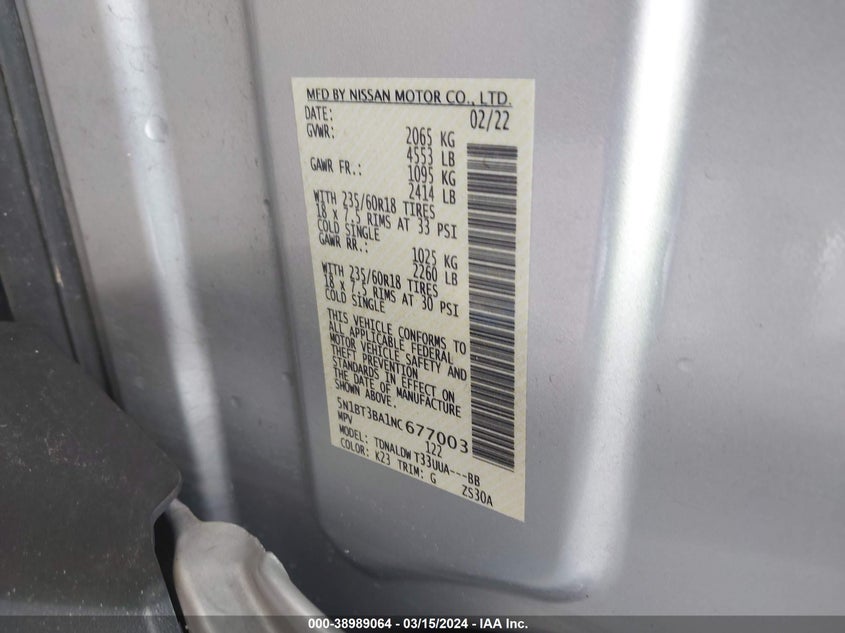 MFD BY NISSAN MOTOR CO., LTD.
DATE: 02/22
GVWR: 2065 KG
4553 LB
GAWR FR.: 1095 KG
2414 LB
WITH 235/60R18 TIRES
18 x 7.5 RIMS AT 33 PSI
COLD SINGLE
GAWR RR.: 1025 KG
2260 LB
WITH 235/60R18 TIRES
18 x 7.5 RIMS AT 30 PSI
COLD SINGLE
THIS VEHICLE CONFORMS TO
ALL APPLICABLE FEDERAL
MOTOR VEHICLE SAFETY AND
THEFT PREVENTION
STANDARDS IN EFFECT ON
THE DATE OF MANUFACTURE
SHOWN ABOVE.
5N1BT3BA1NC677003
MPV 122
MODEL: TDNALDW T33UUA---BB
COLOR: K23 TRIM: G ZS30A
000-38989064 - 03/15/2024 - IAA Inc.